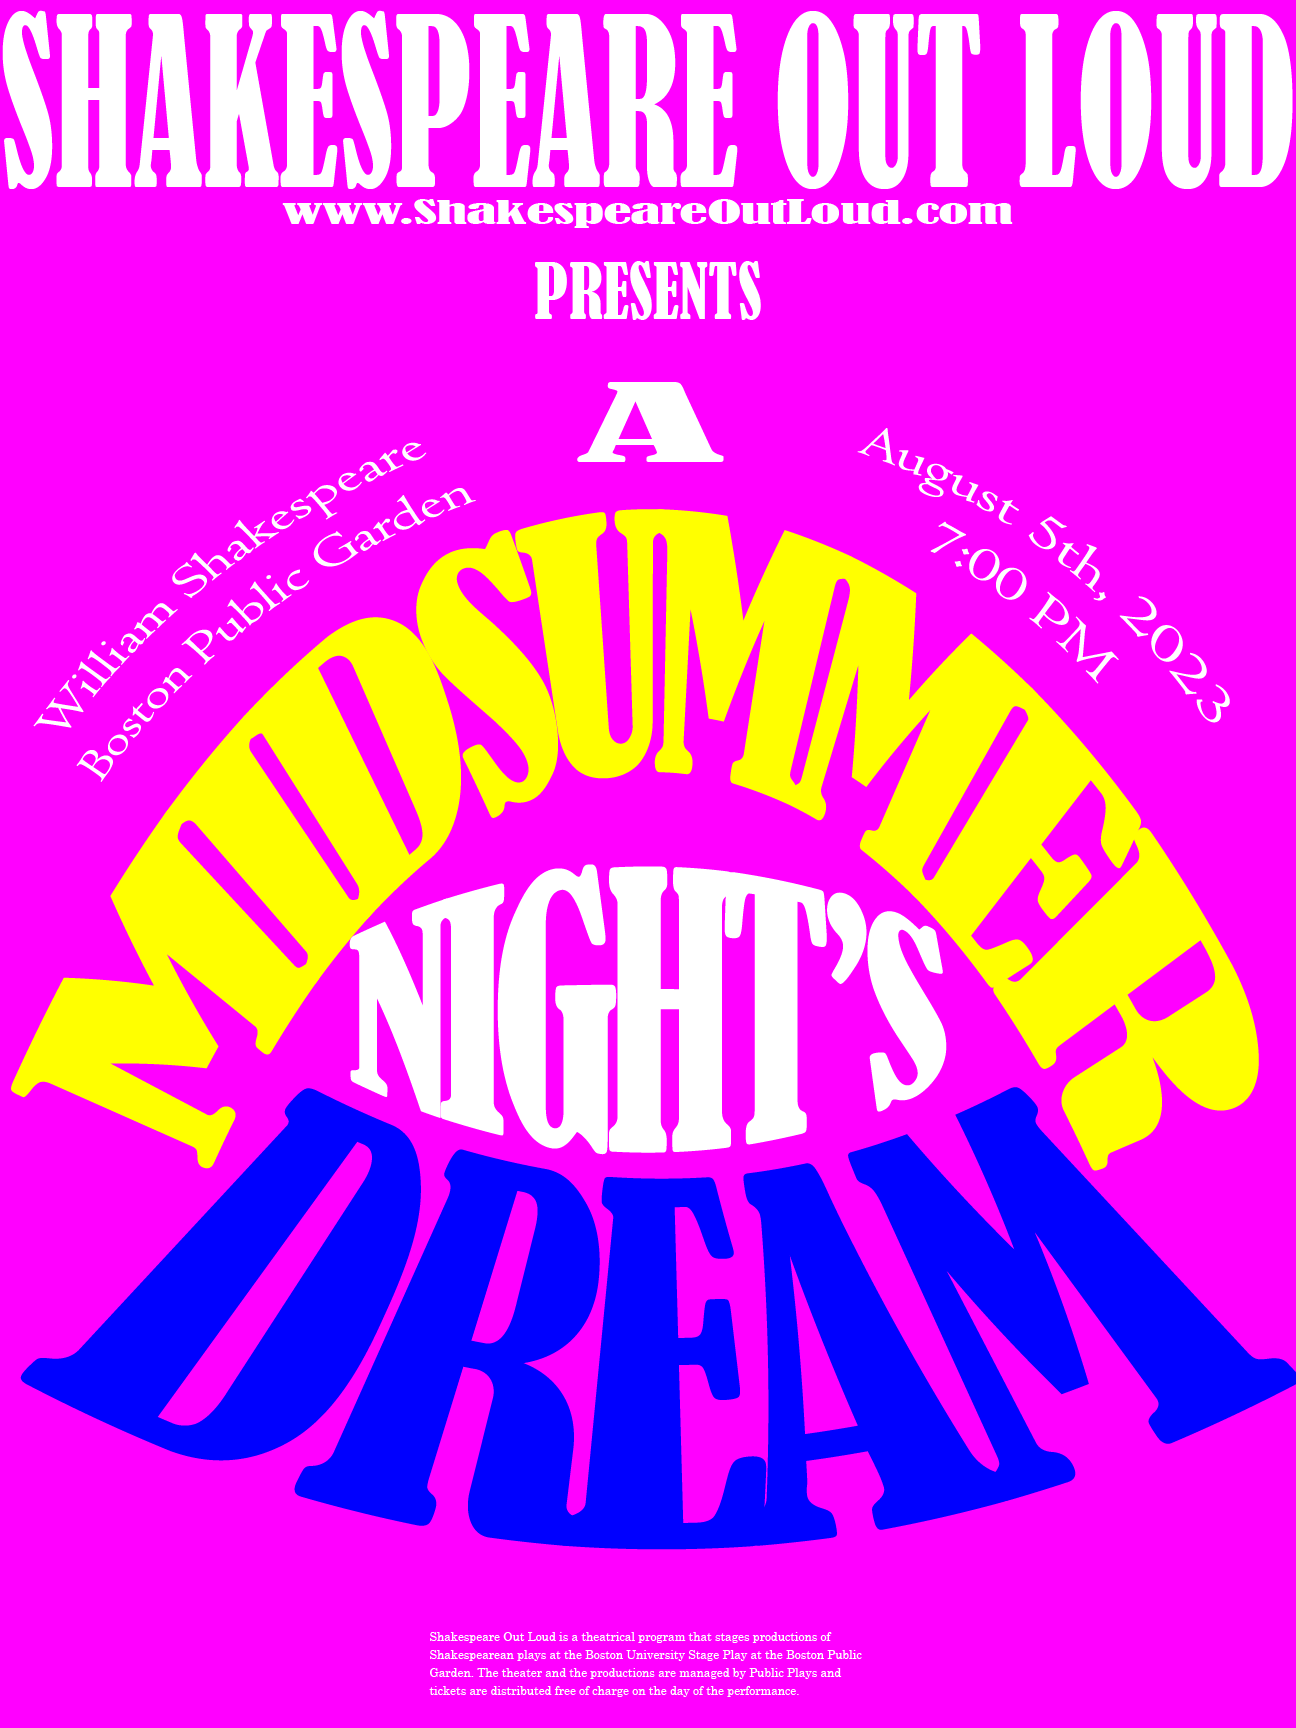 SHAKESPEARE OUT LOUD
www.ShakespeareOutLoud.com
PRESENTS
A
William Shakespeare
Boston Public Garden
August 5th, 2023
7:00 PM
MIDSUMMER
NIGHT'S
DREAM
Shakespeare Out Loud is a theatrical program that stages productions of
Shakespearean plays at the Boston University Stage Play at the Boston Public
Garden. The theater and the productions are managed by Public Plays and
tickets are distributed free of charge on the day of the performance.